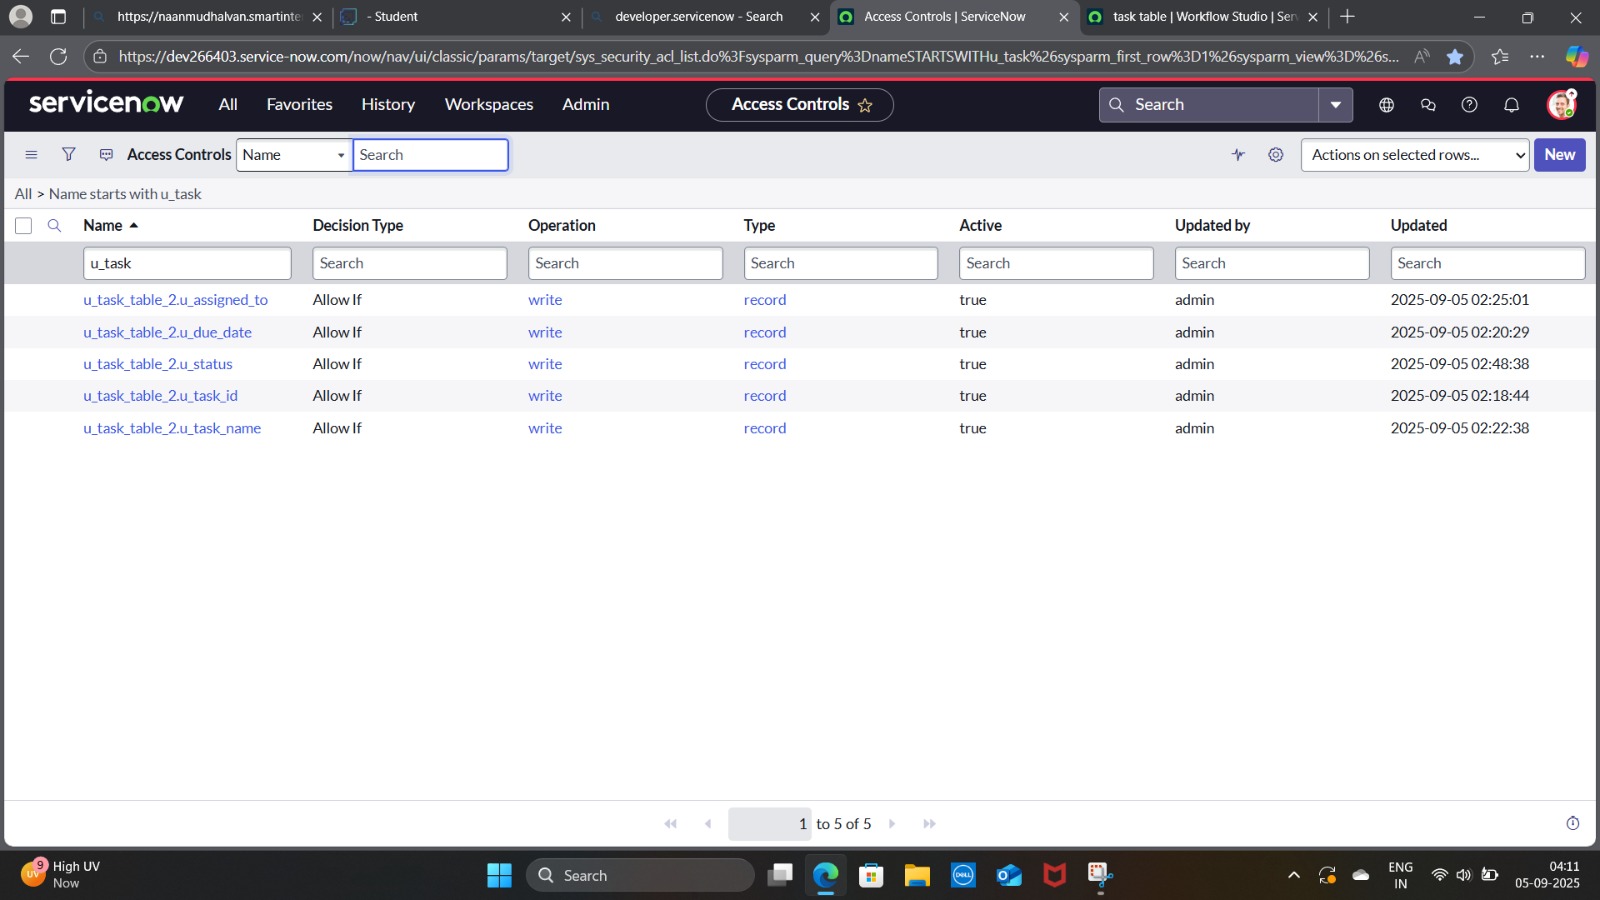 https://naanmudhalvan.smartinte
- Student
developer.servicenow - Search
Access Controls | ServiceNow
task table | Workflow Studio | Serv
https://dev266403.service-now.com/now/nav/ui/classic/params/target/sys_security_acl_list.do%3Fsysparm_query%3DnameSTARTSWITHu_task%26sysparm_first_row%3D1%26sysparm_view%3D%26s...
servicenow All Favorites History Workspaces Admin Access Controls Search
Access Controls Name Search Actions on selected rows... New
All > Name starts with u_task
Name Decision Type Operation Type Active Updated by Updated
u_task Search Search Search Search Search Search
u_task_table_2.u_assigned_to Allow If write record true admin 2025-09-05 02:25:01
u_task_table_2.u_due_date Allow If write record true admin 2025-09-05 02:20:29
u_task_table_2.u_status Allow If write record true admin 2025-09-05 02:48:38
u_task_table_2.u_task_id Allow If write record true admin 2025-09-05 02:18:44
u_task_table_2.u_task_name Allow If write record true admin 2025-09-05 02:22:38
1 to 5 of 5
9 UV High UV
Now
Search
DELL
ENG
IN
04:11
05-09-2025